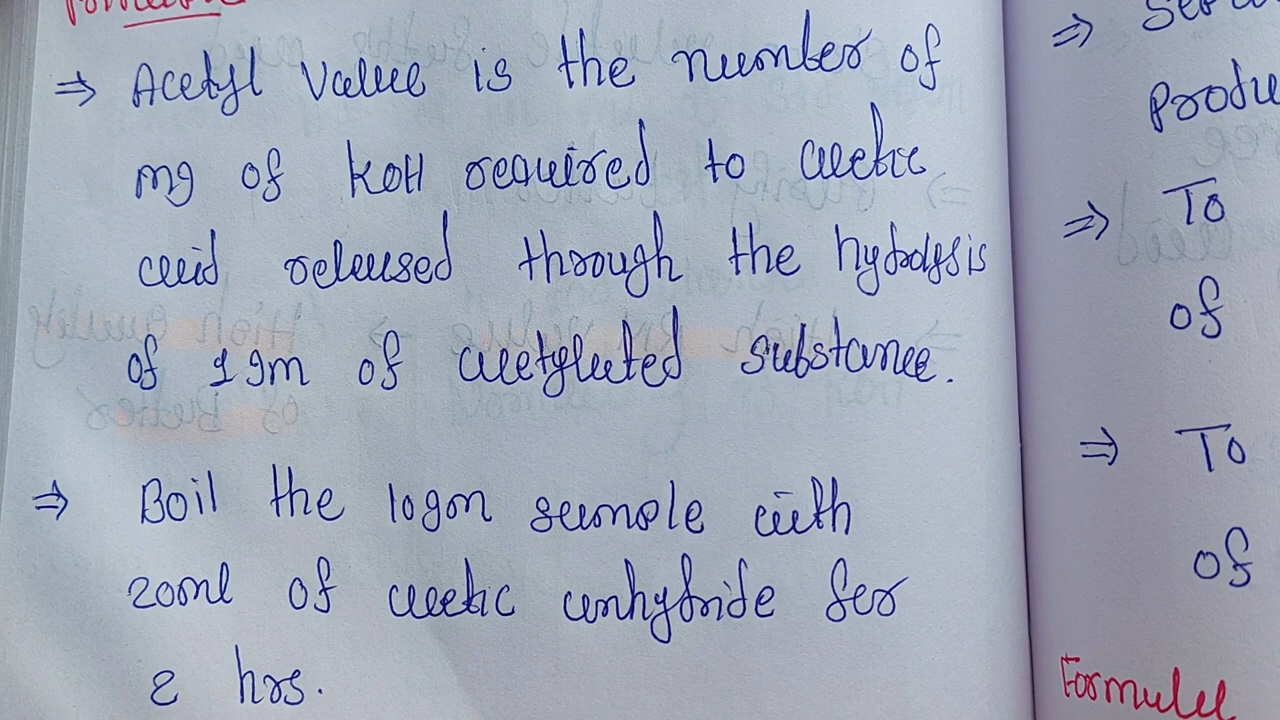 ⇒ Acetyl Value is the number of
mg of KOH required to acetic
acid released through the hydrolysis
of 1 gm of acetylated substance.
⇒ Boil the 10gm sample with
20ml of acetic anhydride for
2 hrs.
⇒
Produ
⇒ To
of
⇒ To
of
Formula